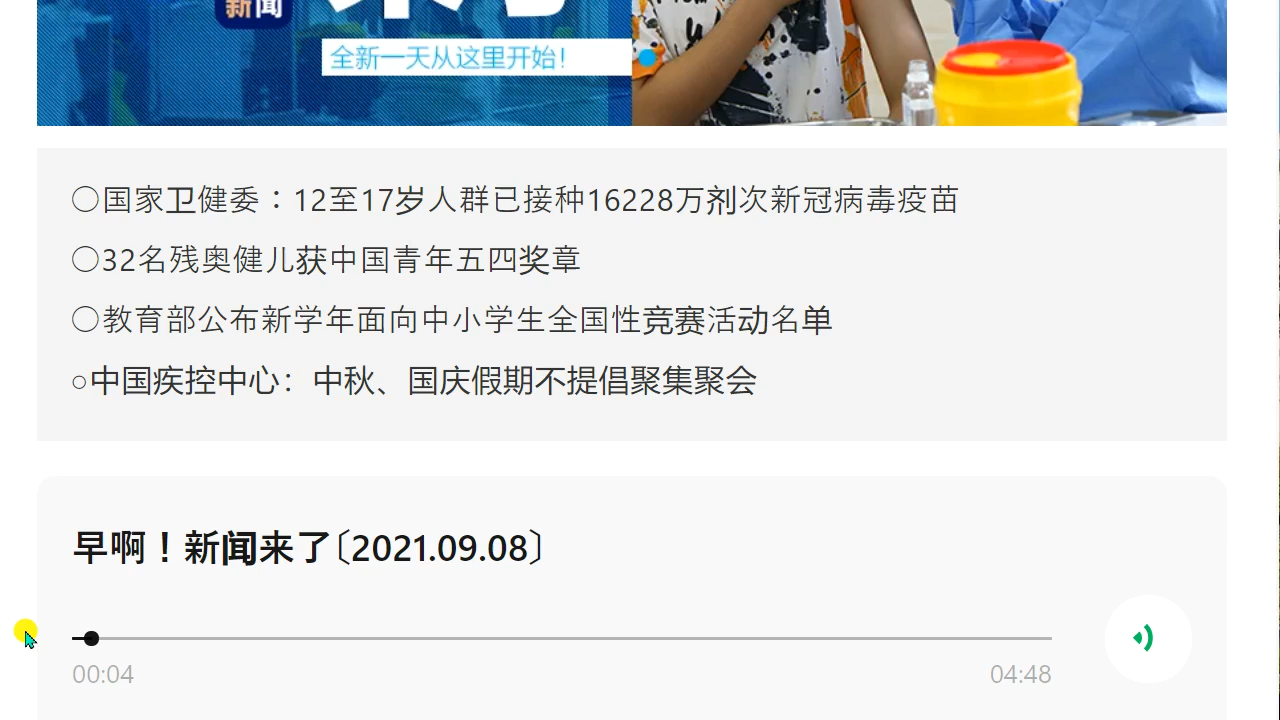 新闻
全新一天从这里开始!
○国家卫健委：12至17岁人群已接种16228万剂次新冠病毒疫苗
○32名残奥健儿获中国青年五四奖章
○教育部公布新学年面向中小学生全国性竞赛活动名单
○中国疾控中心：中秋、国庆假期不提倡聚集聚会
早啊！新闻来了〔2021.09.08〕
00:04
04:48